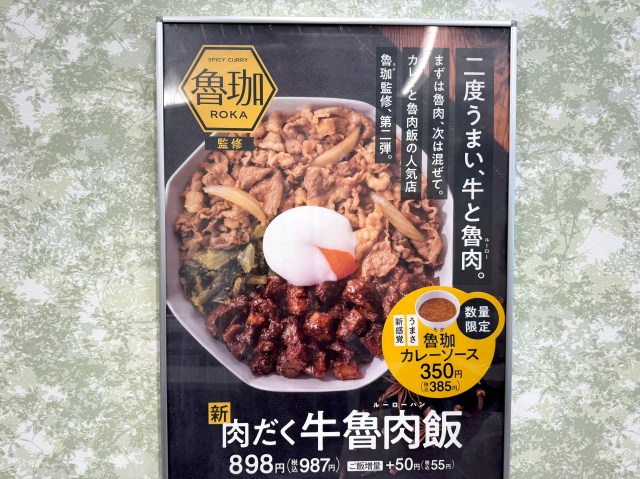 SPICY CURRY
魯珈
ROKA
監修
二度うまい、牛と魯肉。
ルーロー
まずは魯肉、次は混ぜて。
カレーと魯肉飯の人気店
魯珈監修、第二弾。
ろか
数量限定
新感覚
うまさ
ろか
魯珈
カレーソース
350円
(税込385円)
ルーローハン
新 肉だく牛魯肉飯
898円(税込987円) ご飯増量 +50円(税込55円)